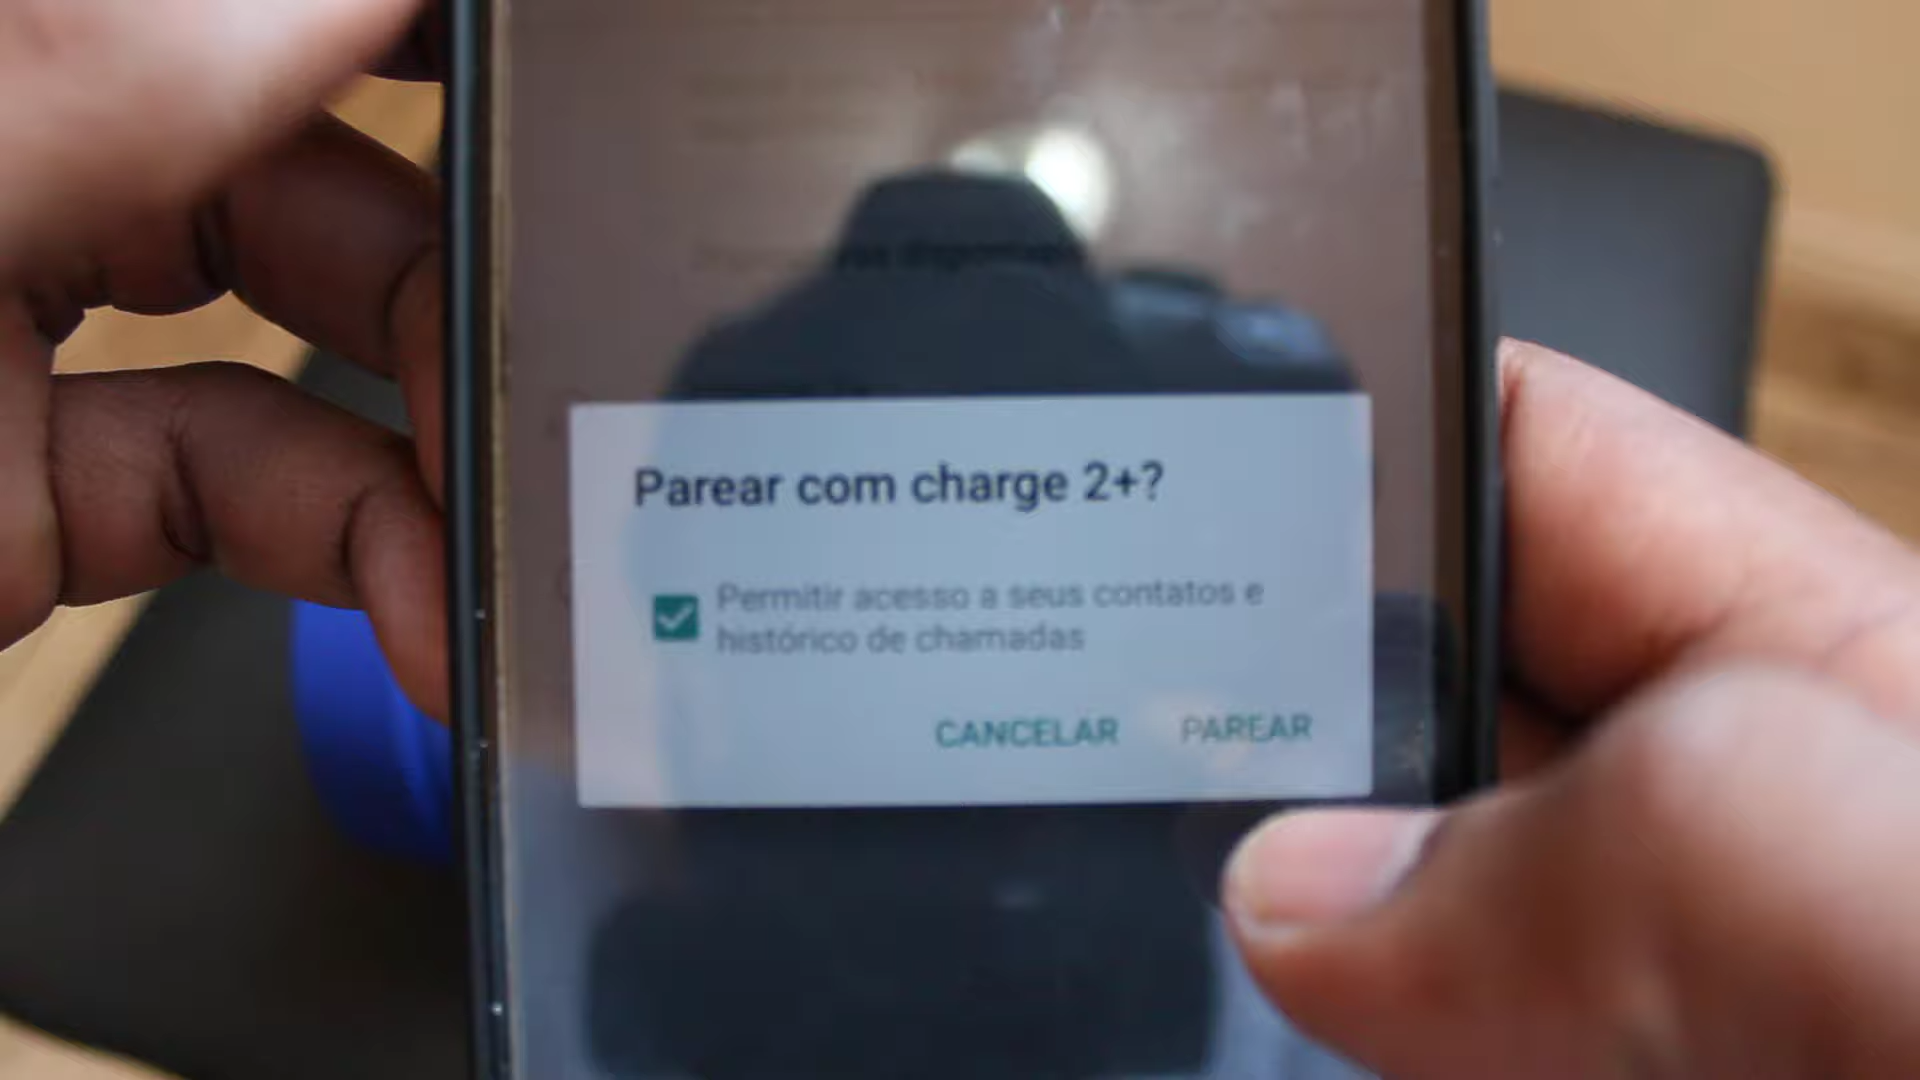 Parear com charge 2+?
Permitir acesso a seus contatos e
histórico de chamadas
CANCELAR PAREAR